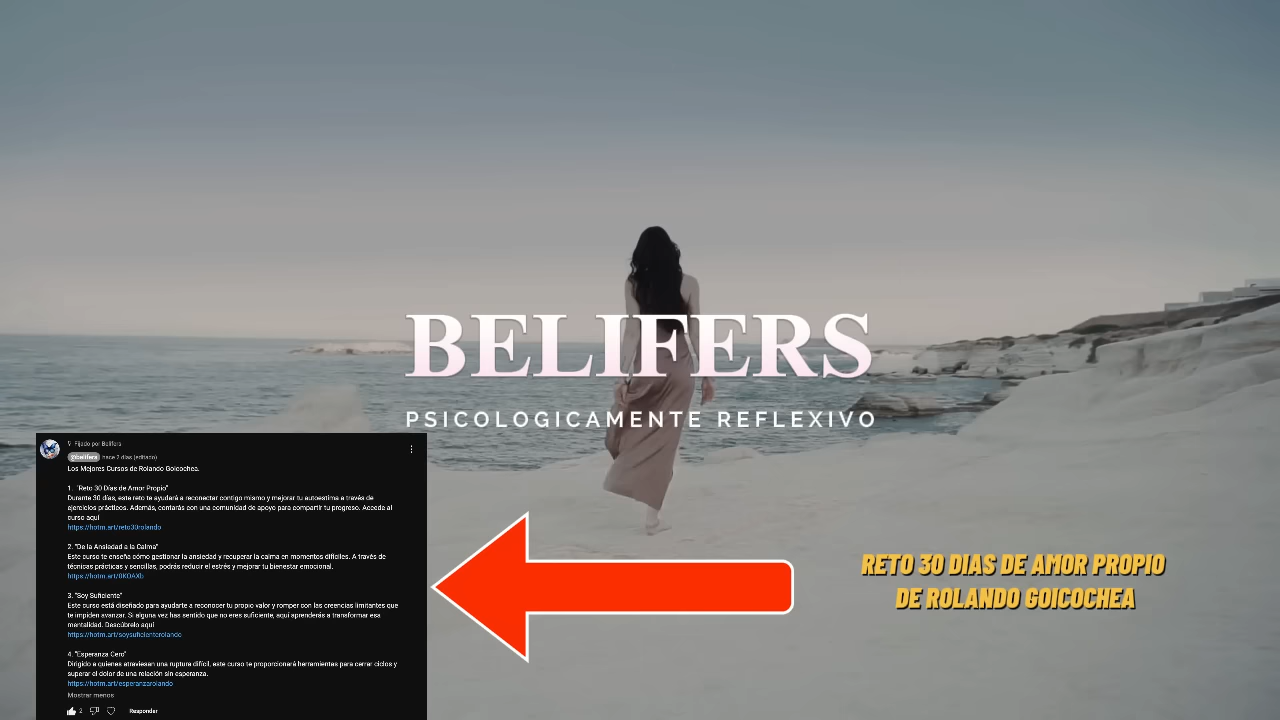 BELIFERS
PSICOLOGICAMENTE REFLEXIVO
Fijado por Belifers
@belifers hace 2 días (editado)
Los Mejores Cursos de Rolando Goicochea.
1. "Reto 30 Días de Amor Propio"
Durante 30 días, este reto te ayudará a reconectar contigo mismo y mejorar tu autoestima a través de
ejercicios prácticos. Además, contarás con una comunidad de apoyo para compartir tu progreso. Accede al
curso aquí
https://hotm.art/reto30rolando
2. "De la Ansiedad a la Calma"
Este curso te enseña cómo gestionar la ansiedad y recuperar la calma en momentos difíciles. A través de
técnicas prácticas y sencillas, podrás reducir el estrés y mejorar tu bienestar emocional.
https://hotm.art/0KOAXb
3. "Soy Suficiente"
Este curso está diseñado para ayudarte a reconocer tu propio valor y romper con las creencias limitantes que
te impiden avanzar. Si alguna vez has sentido que no eres suficiente, aquí aprenderás a transformar esa
mentalidad. Descúbrelo aquí
https://hotm.art/soysuficienterolando
4. "Esperanza Cero"
Dirigido a quienes atraviesan una ruptura difícil, este curso te proporcionará herramientas para cerrar ciclos y
superar el dolor de una relación sin esperanza.
https://hotm.art/esperanzarolando
Mostrar menos
2 Responder
RETO 30 DIAS DE AMOR PROPIO
DE ROLANDO GOICOCHEA